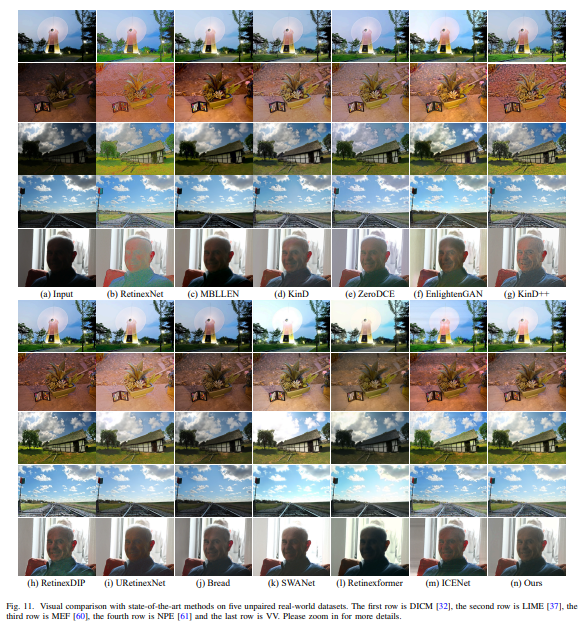 (a) Input (b) RetinexNet (c) MBLLEN (d) KinD (e) ZeroDCE (f) EnlightenGAN (g) KinD++
(h) RetinexDIP (i) URetinexNet (j) Bread (k) SWANet (l) Retinexformer (m) ICENet (n) Ours
Fig. 11. Visual comparison with state-of-the-art methods on five unpaired real-world datasets. The first row is DICM [32], the second row is LIME [37], the
third row is MEF [60], the fourth row is NPE [61] and the last row is VV. Please zoom in for more details.